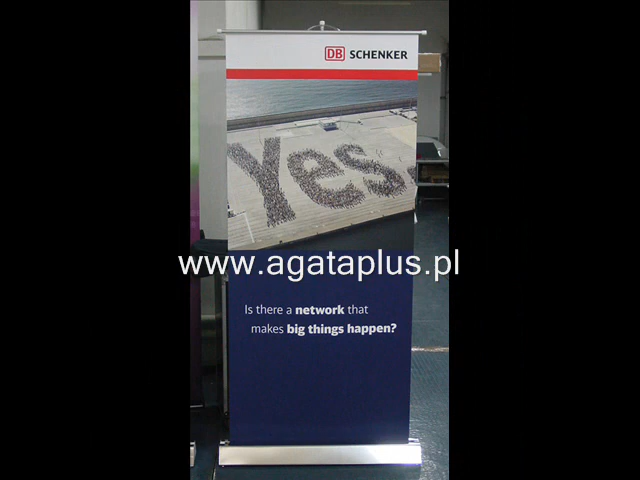 DB SCHENKER
Yes.
www.agataplus.pl
Is there a network that
makes big things happen?